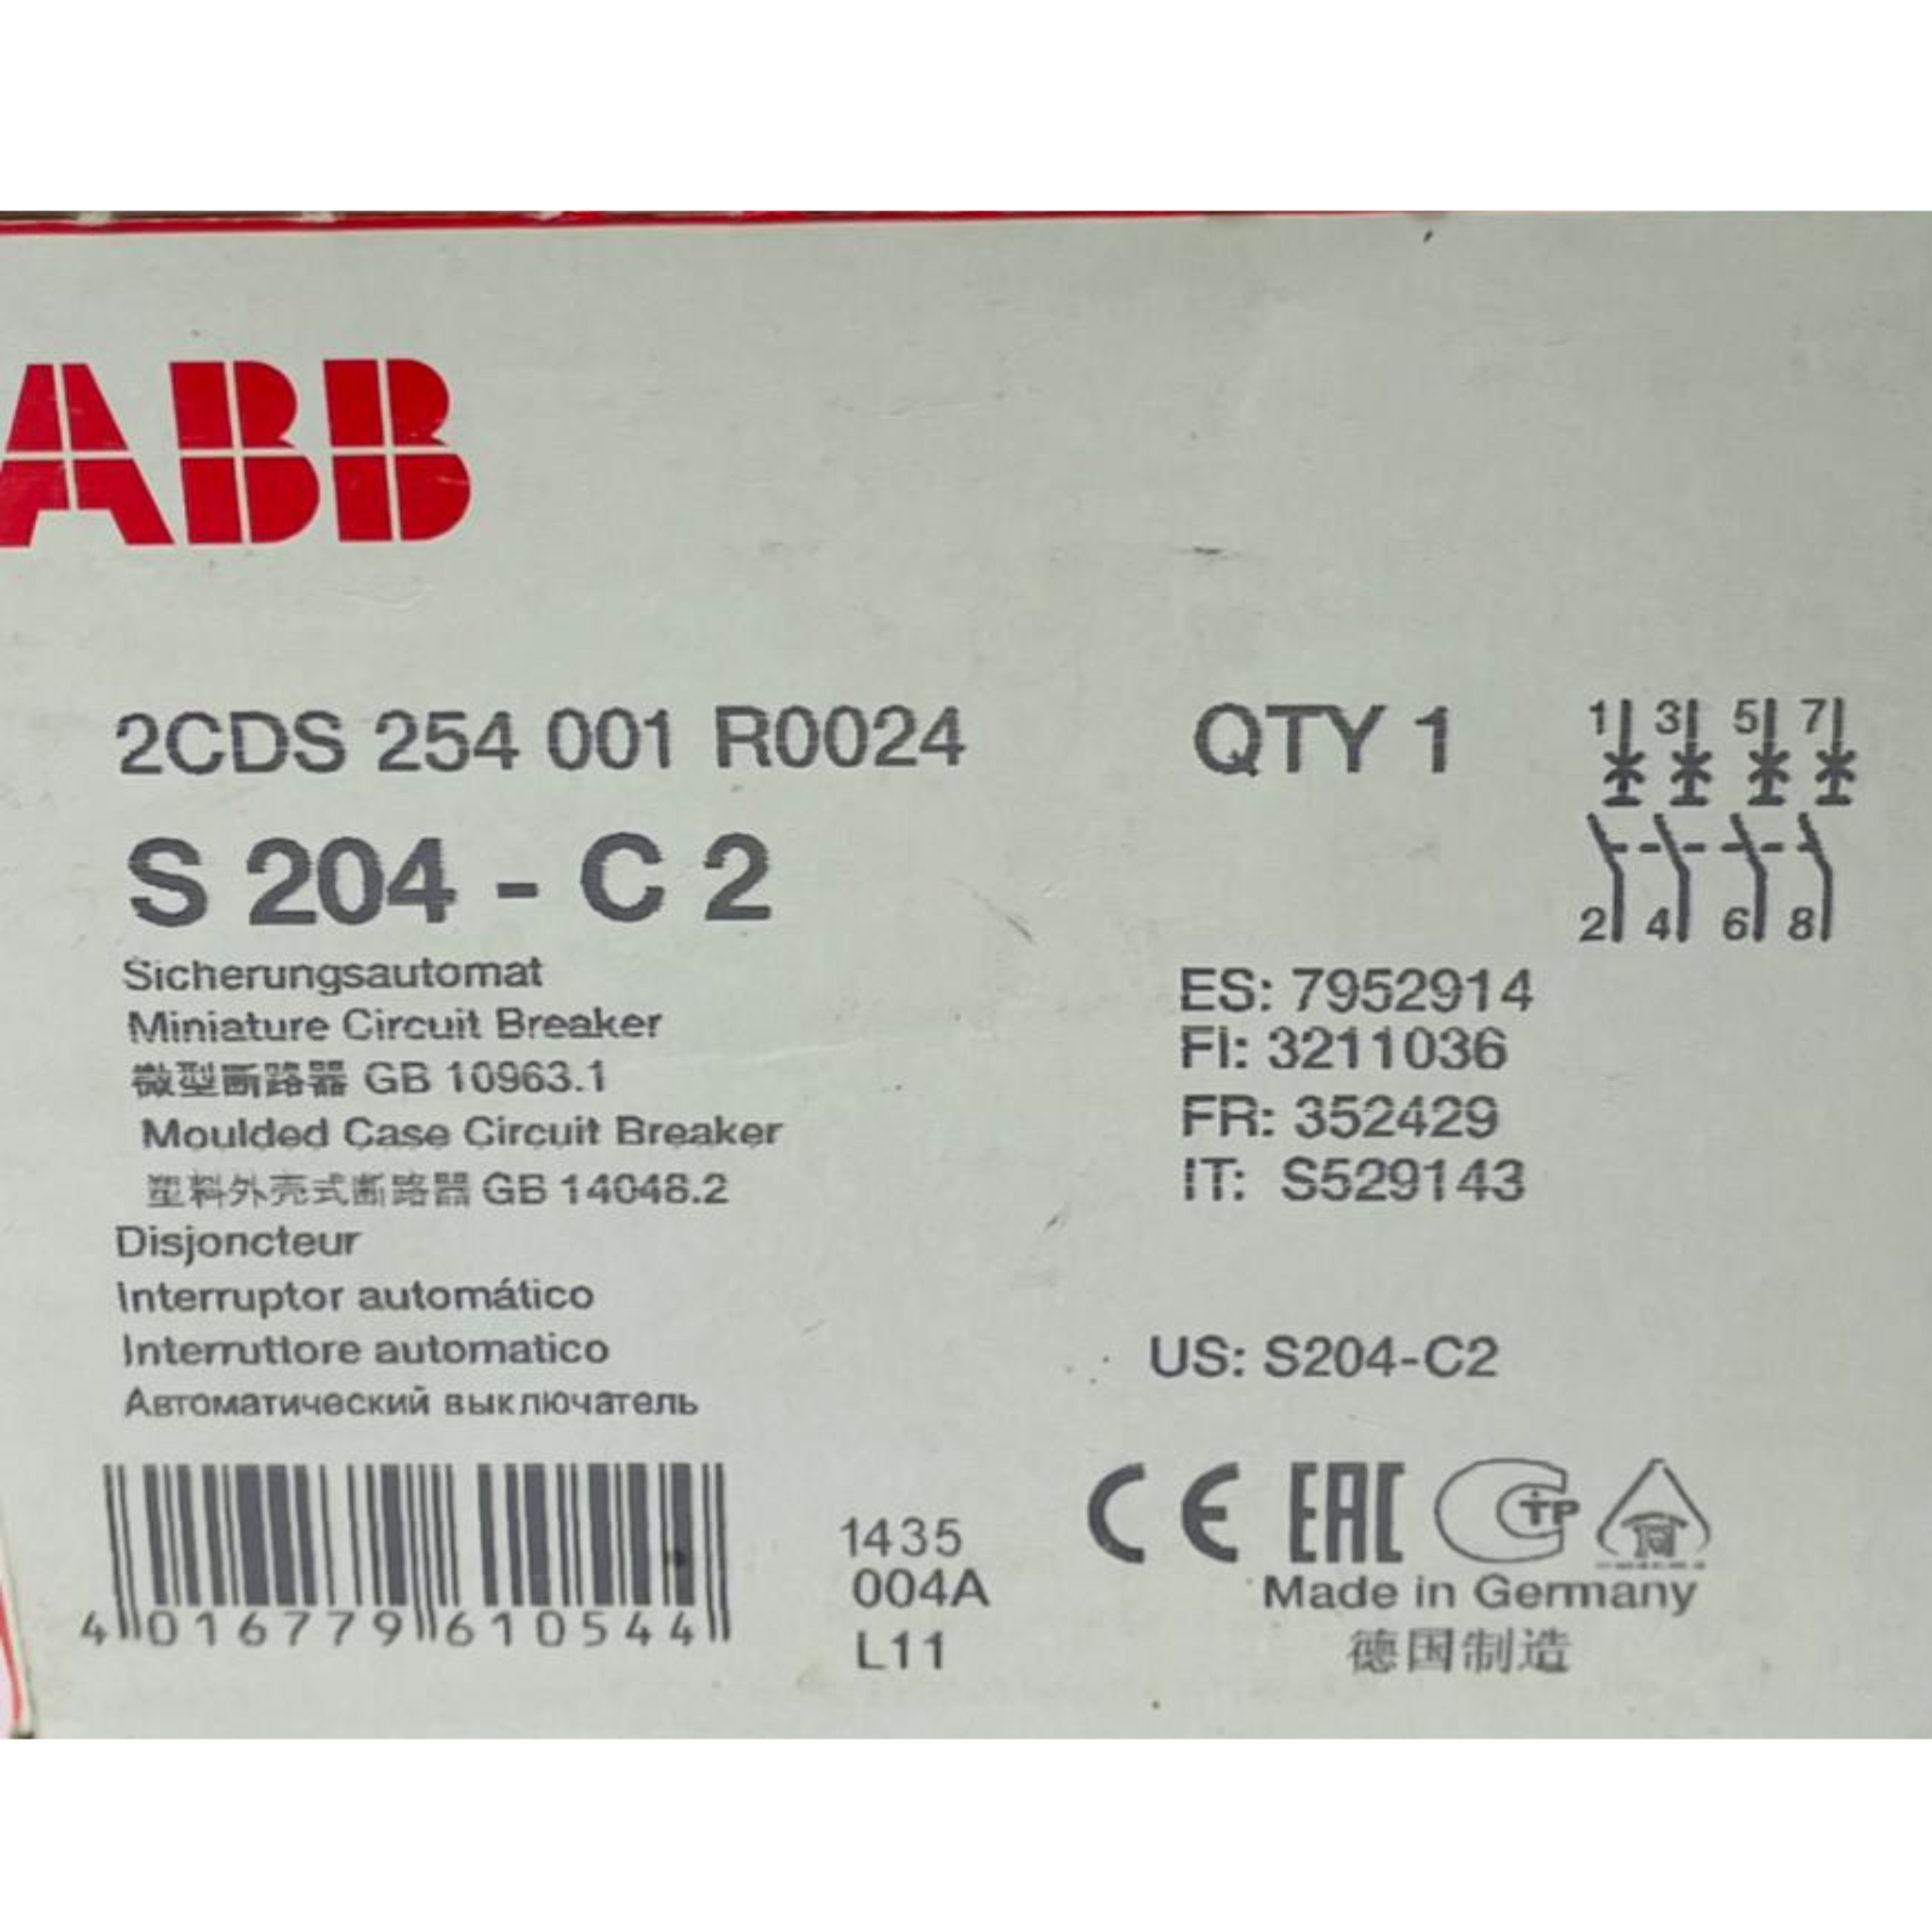 ABB
2CDS 254 001 R0024 QTY 1
1 3 5 7
2 4 6 8
S 204 - C 2
Sicherungsautomat
Miniature Circuit Breaker
微型断路器 GB 10963.1
Moulded Case Circuit Breaker
塑料外壳式断路器 GB 14048.2
Disjoncteur
Interruptor automático
Interruttore automatico
Автоматический выключатель
ES: 7952914
FI: 3211036
FR: 352429
IT: S529143
US: S204-C2
4 016779 610544
1435
004A
L11
CE EAC
Made in Germany
德国制造